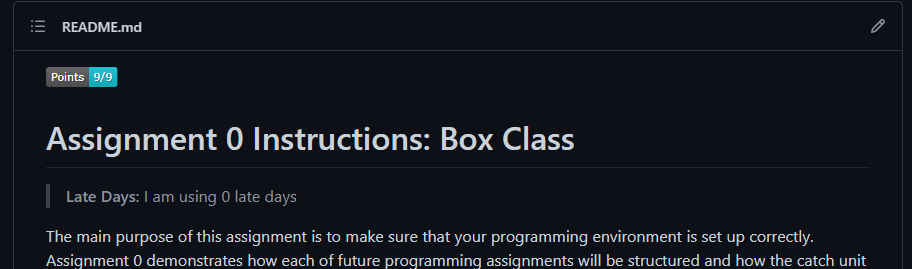 README.md
Points 9/9
Assignment 0 Instructions: Box Class
Late Days: I am using 0 late days
The main purpose of this assignment is to make sure that your programming environment is set up correctly.
Assignment 0 demonstrates how each of future programming assignments will be structured and how the catch unit